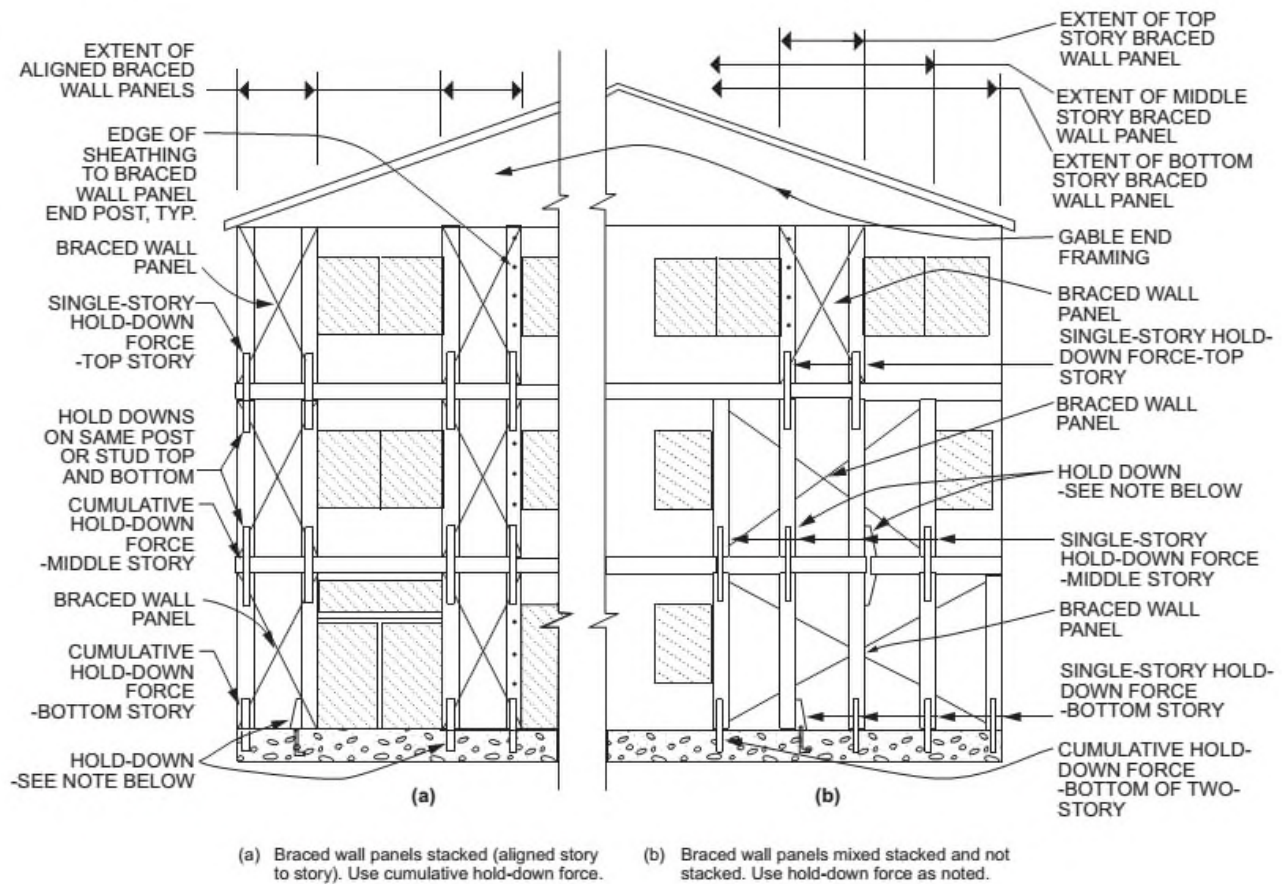 EXTENT OF
ALIGNED BRACED
WALL PANELS
EDGE OF
SHEATHING
TO BRACED
WALL PANEL
END POST, TYP.
BRACED WALL
PANEL
SINGLE-STORY
HOLD-DOWN
FORCE
-TOP STORY
HOLD DOWNS
ON SAME POST
OR STUD TOP
AND BOTTOM
CUMULATIVE
HOLD-DOWN
FORCE
-MIDDLE STORY
BRACED WALL
PANEL
CUMULATIVE
HOLD-DOWN
FORCE
-BOTTOM STORY
HOLD-DOWN
-SEE NOTE BELOW
EXTENT OF TOP
STORY BRACED
WALL PANEL
EXTENT OF MIDDLE
STORY BRACED
WALL PANEL
EXTENT OF BOTTOM
STORY BRACED
WALL PANEL
GABLE END
FRAMING
BRACED WALL
PANEL
SINGLE-STORY HOLD-
DOWN FORCE-TOP
STORY
BRACED WALL
PANEL
HOLD DOWN
-SEE NOTE BELOW
SINGLE-STORY
HOLD-DOWN FORCE
-MIDDLE STORY
BRACED WALL
PANEL
SINGLE-STORY HOLD-
DOWN FORCE
-BOTTOM STORY
CUMULATIVE HOLD-
DOWN FORCE
-BOTTOM OF TWO-
STORY
(a)
(b)
(a) Braced wall panels stacked (aligned story
to story). Use cumulative hold-down force.
(b) Braced wall panels mixed stacked and not
stacked. Use hold-down force as noted.